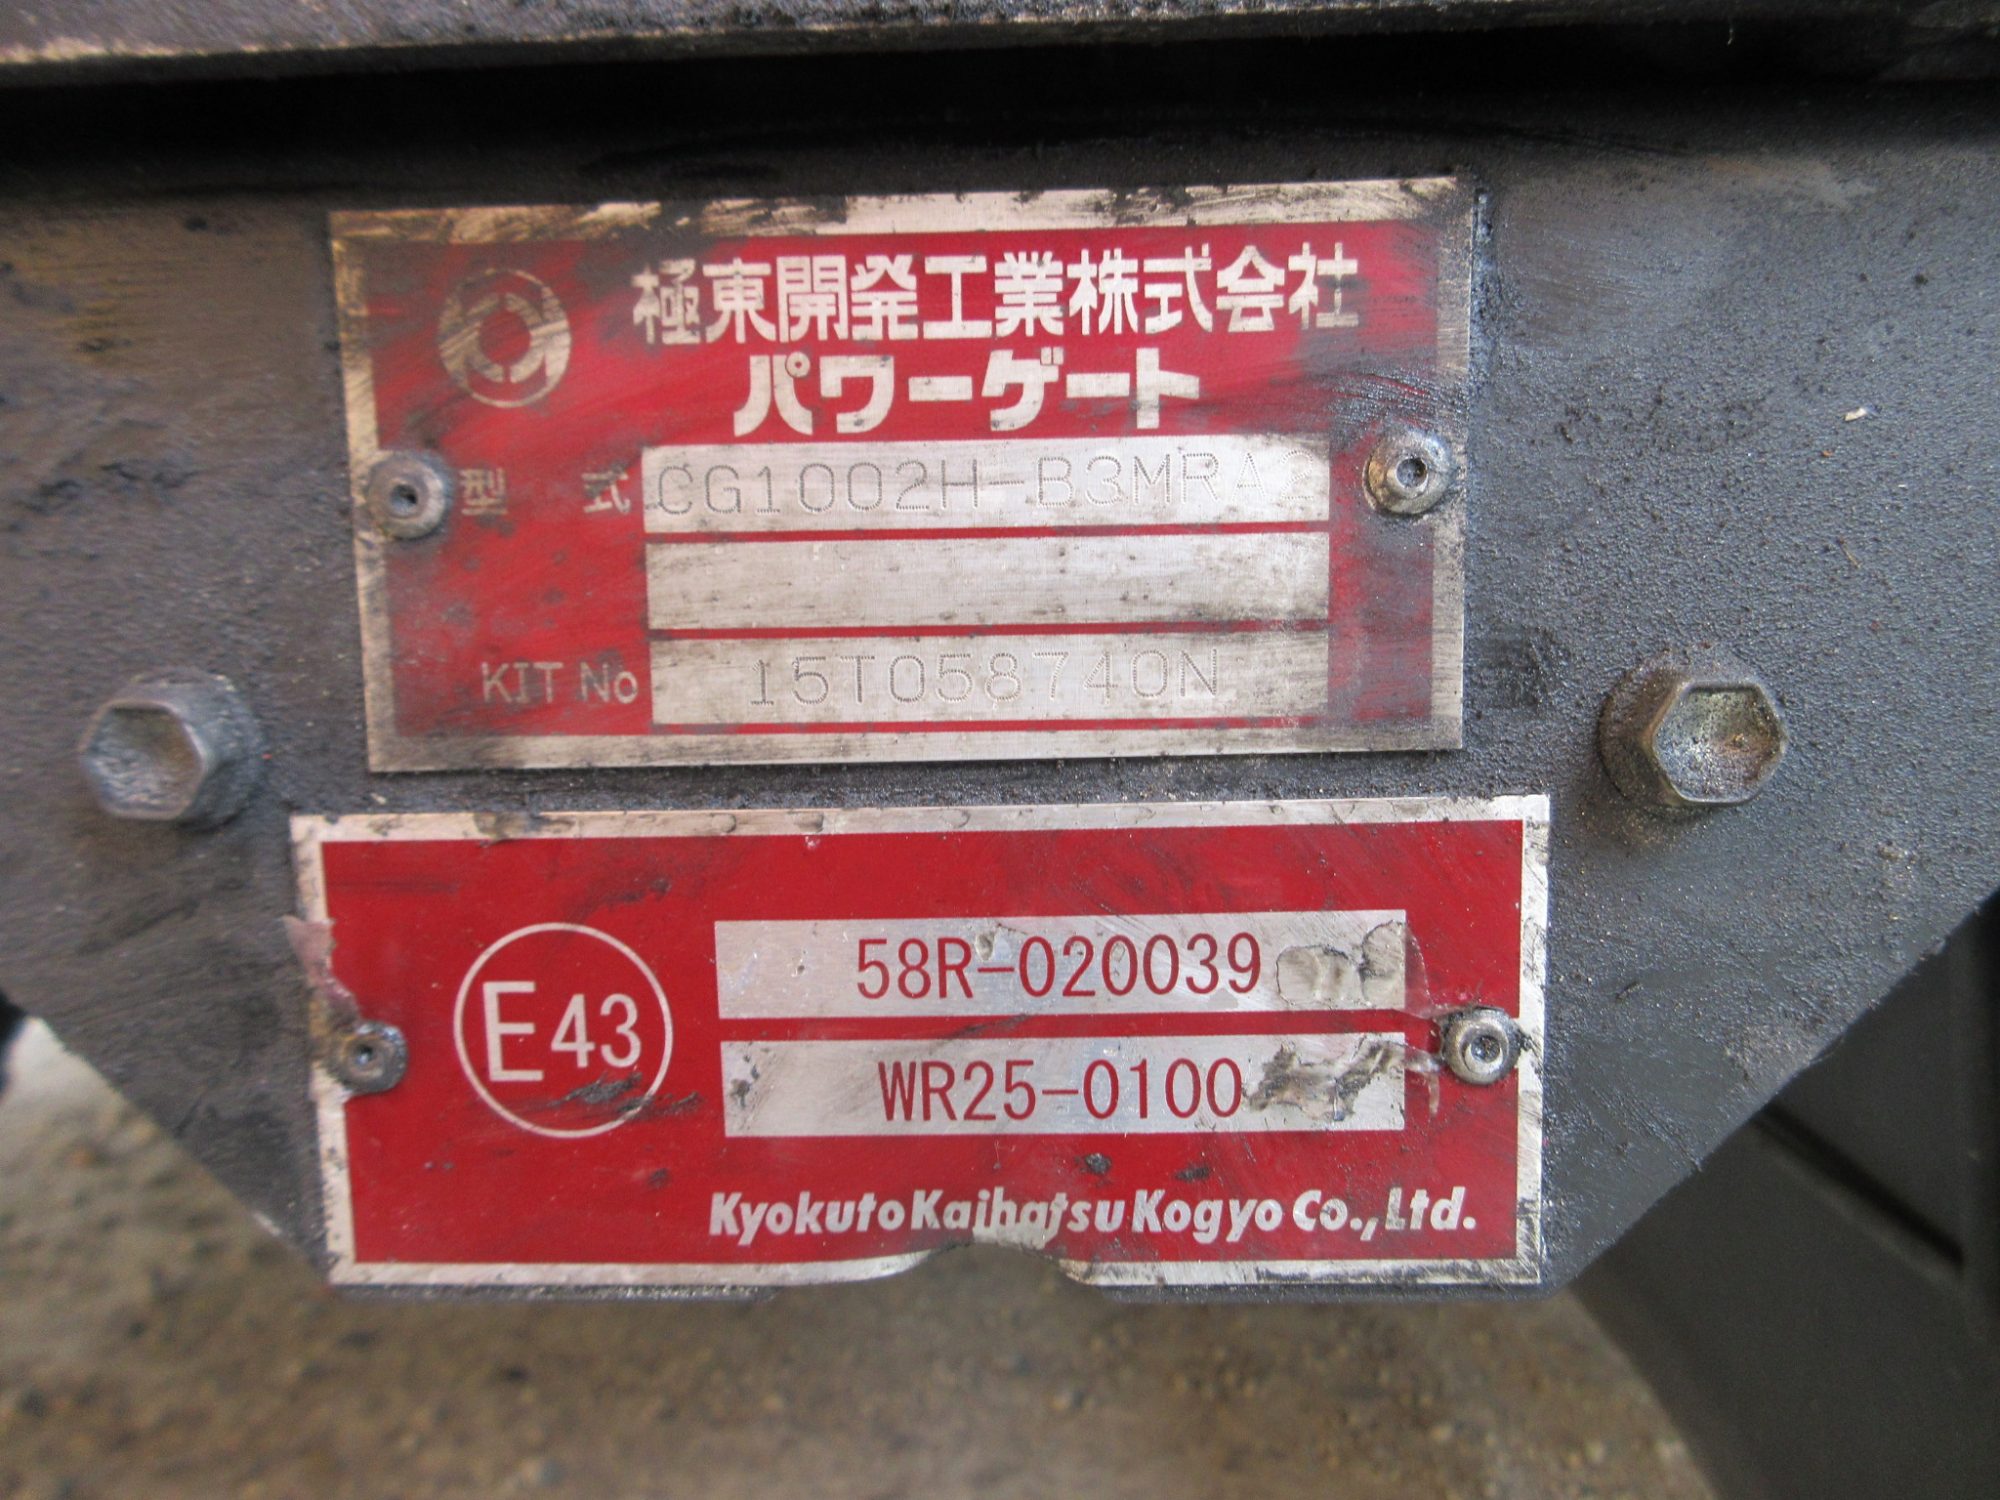 極東開発工業株式会社
パワーゲート
型 式 CG1002H-B3MRA2
KIT No 15T058740N
E43
58R-020039
WR25-0100
Kyokuto Kaihatsu Kogyo Co., Ltd.